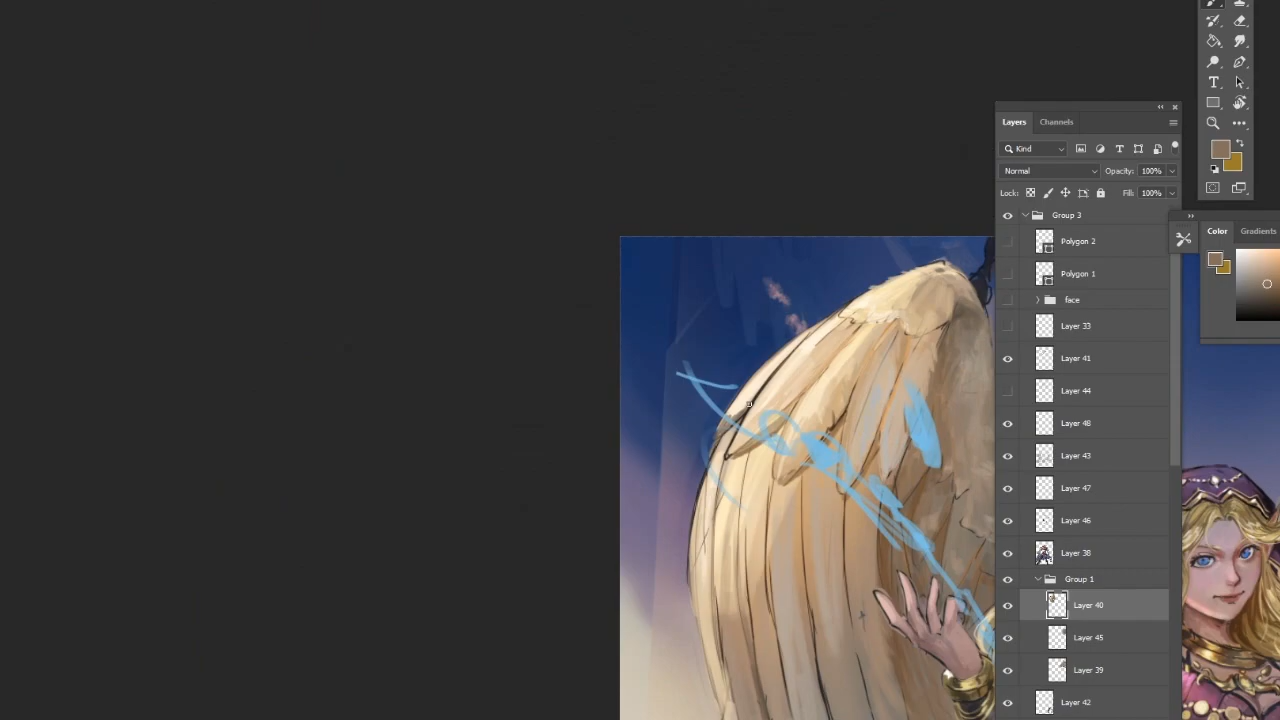 Layers Channels
Kind
Normal Opacity: 100%
Lock: Fill: 100%
Group 3
Polygon 2
Polygon 1
face
Layer 33
Layer 41
Layer 44
Layer 48
Layer 43
Layer 47
Layer 46
Layer 38
Group 1
Layer 40
Layer 45
Layer 39
Layer 42
Color Gradients